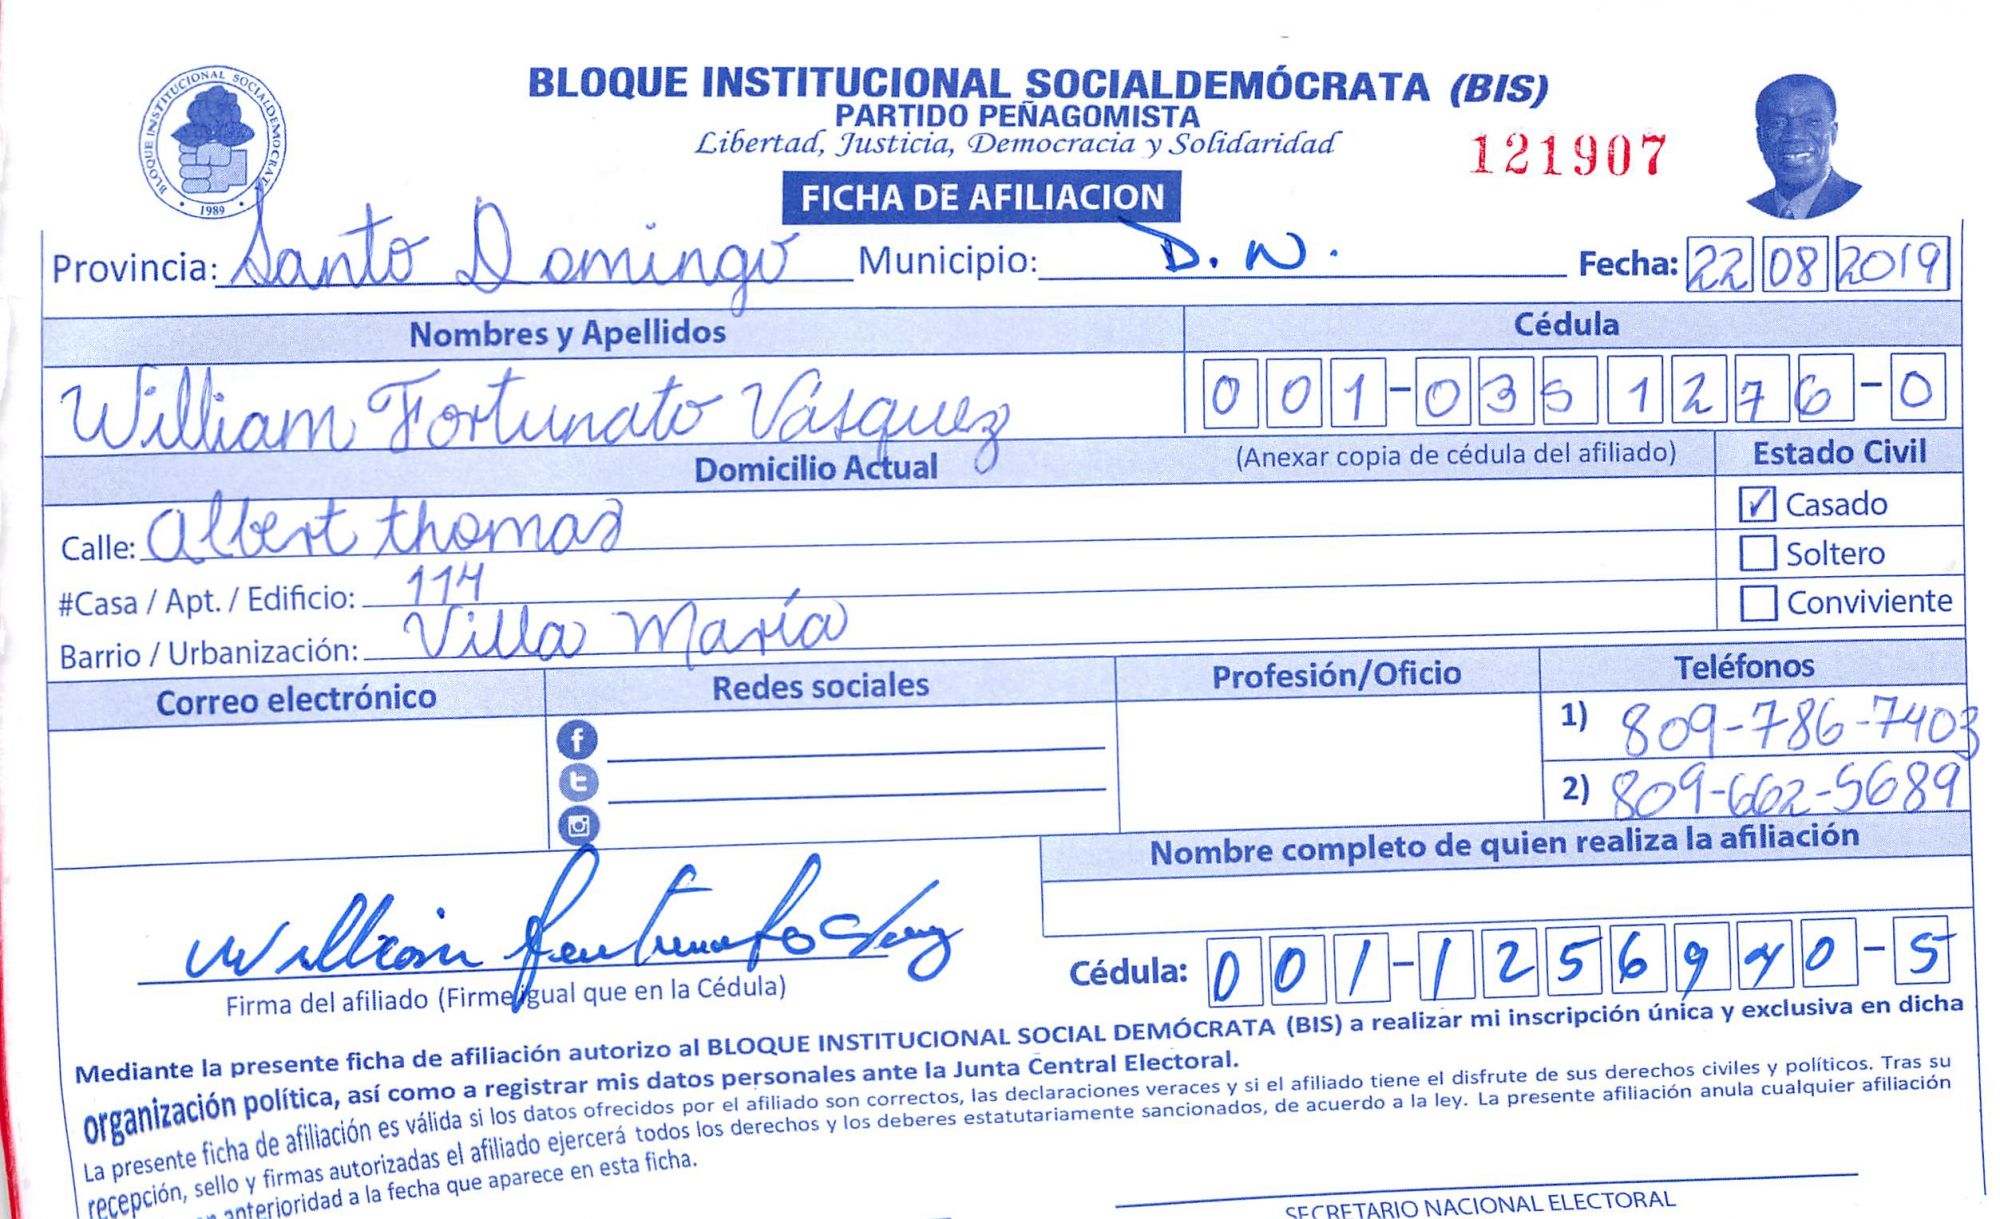 BLOQUE INSTITUCIONAL SOCIALDEMOCRATA
1989
BLOQUE INSTITUCIONAL SOCIALDEMÓCRATA (BIS)
PARTIDO PEÑAGOMISTA
Libertad, Justicia, Democracia y Solidaridad
121907
FICHA DE AFILIACION
Provincia: Santo Domingo Municipio: D. N. Fecha: 22 08 2019
Nombres y Apellidos Cédula
William Fortunato Vásquez 001-0351276-0
Domicilio Actual (Anexar copia de cédula del afiliado) Estado Civil
Calle: Albert thomas ✓ Casado
Soltero
#Casa / Apt. / Edificio: 114
Conviviente
Barrio / Urbanización: Villa María
Correo electrónico Redes sociales Profesión/Oficio Teléfonos
1) 809-786-7403
2) 809-662-5689
Nombre completo de quien realiza la afiliación
William Fortunato
Cédula: 001-1256940-5
Firma del afiliado (Firme igual que en la Cédula)
Mediante la presente ficha de afiliación autorizo al BLOQUE INSTITUCIONAL SOCIAL DEMÓCRATA (BIS) a realizar mi inscripción única y exclusiva en dicha
organización política, así como a registrar mis datos personales ante la Junta Central Electoral.
La presente ficha de afiliación es válida si los datos ofrecidos por el afiliado son correctos, las declaraciones veraces y si el afiliado tiene el disfrute de sus derechos civiles y políticos. Tras su
recepción, sello y firmas autorizadas el afiliado ejercerá todos los derechos y los deberes estatutariamente sancionados, de acuerdo a la ley. La presente afiliación anula cualquier afiliación
anterioridad a la fecha que aparece en esta ficha.
SECRETARIO NACIONAL ELECTORAL